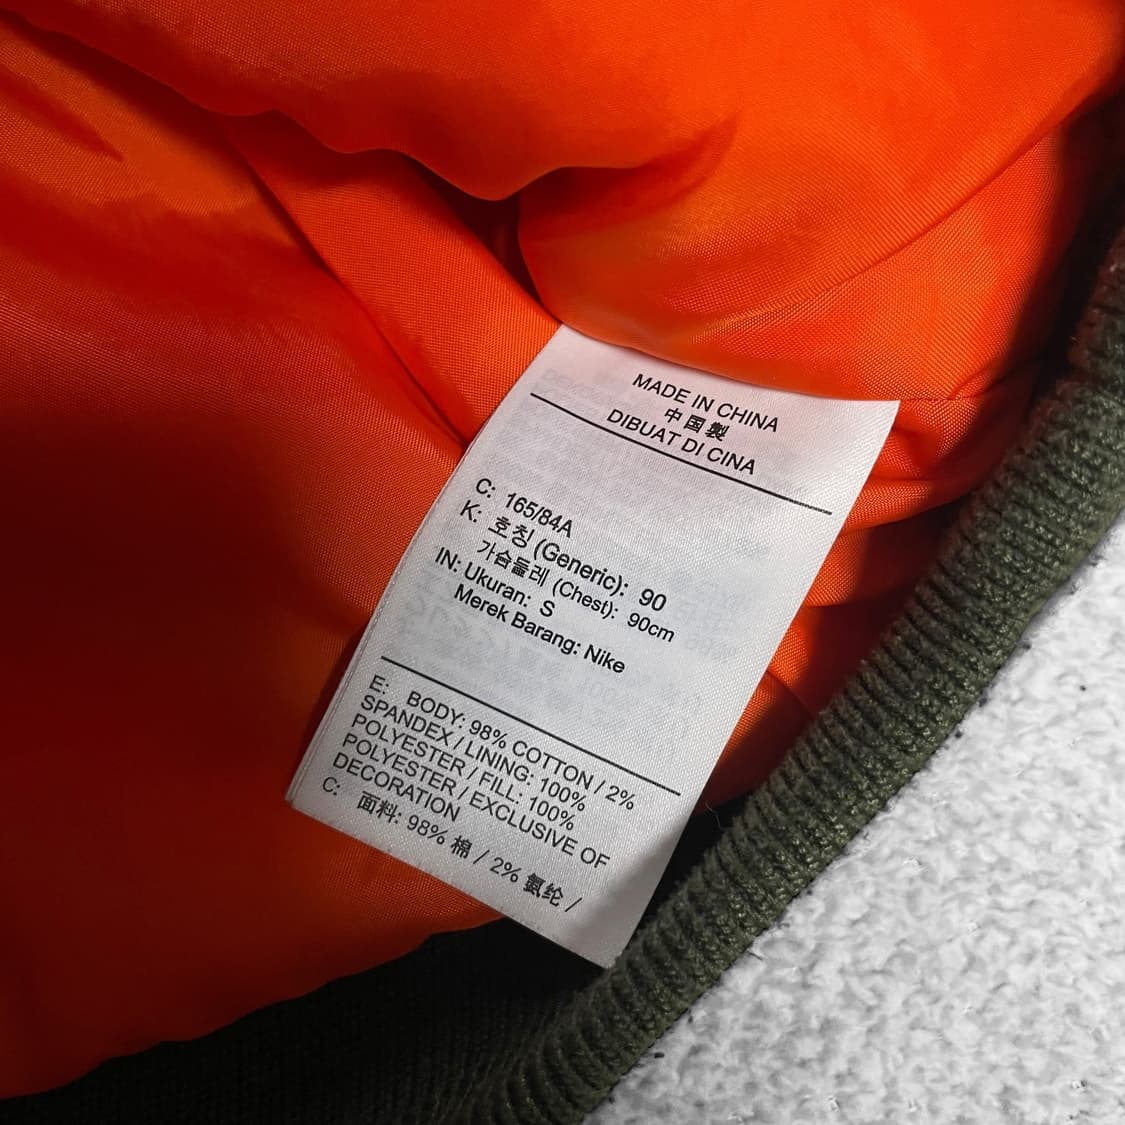 MADE IN CHINA
中国製
DIBUAT DI CINA
C: 165/84A
K: 호칭 (Generic): 90
가슴둘레 (Chest): 90cm
IN: Ukuran: S
Merek Barang: Nike
E: BODY: 98% COTTON / 2%
SPANDEX / LINING: 100%
POLYESTER / FILL: 100%
POLYESTER / EXCLUSIVE OF
DECORATION
C: 面料: 98% 棉 / 2% 氨纶 /